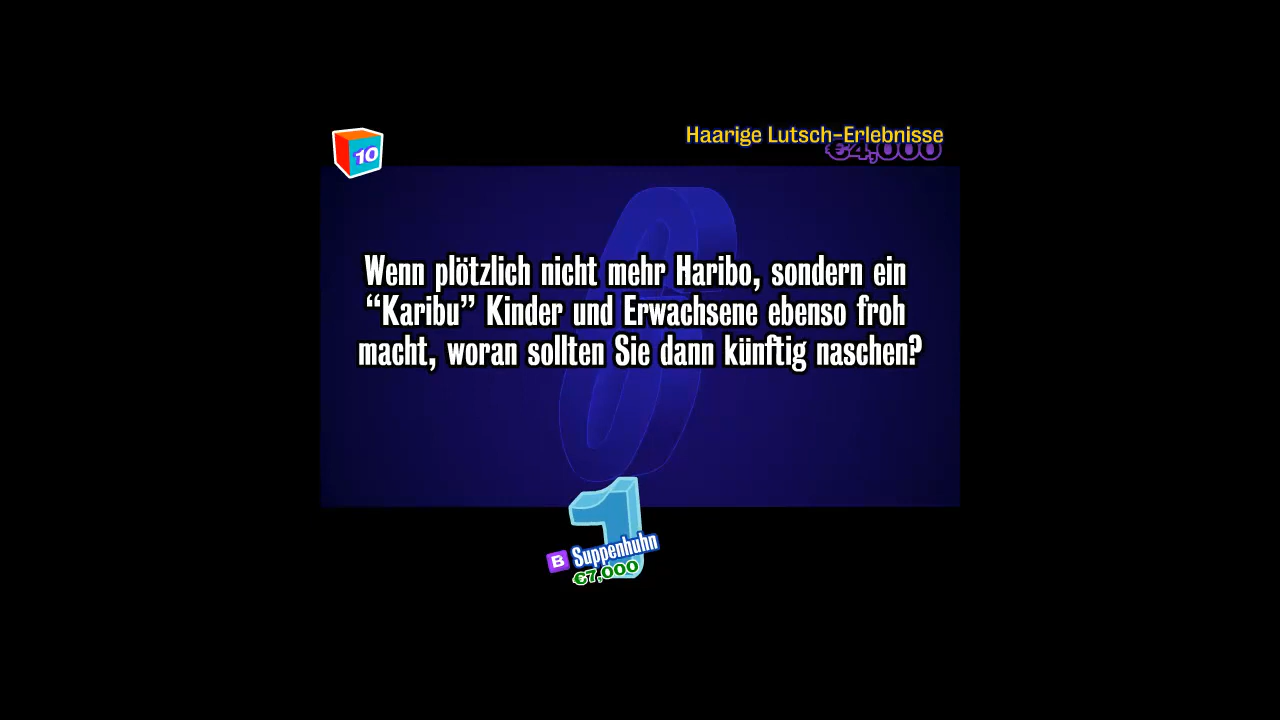 10
Haarige Lutsch-Erlebnisse
€4,000
Wenn plötzlich nicht mehr Haribo, sondern ein
“Karibu” Kinder und Erwachsene ebenso froh
macht, woran sollten Sie dann künftig naschen?
1
B Suppenhuhn
€7,000